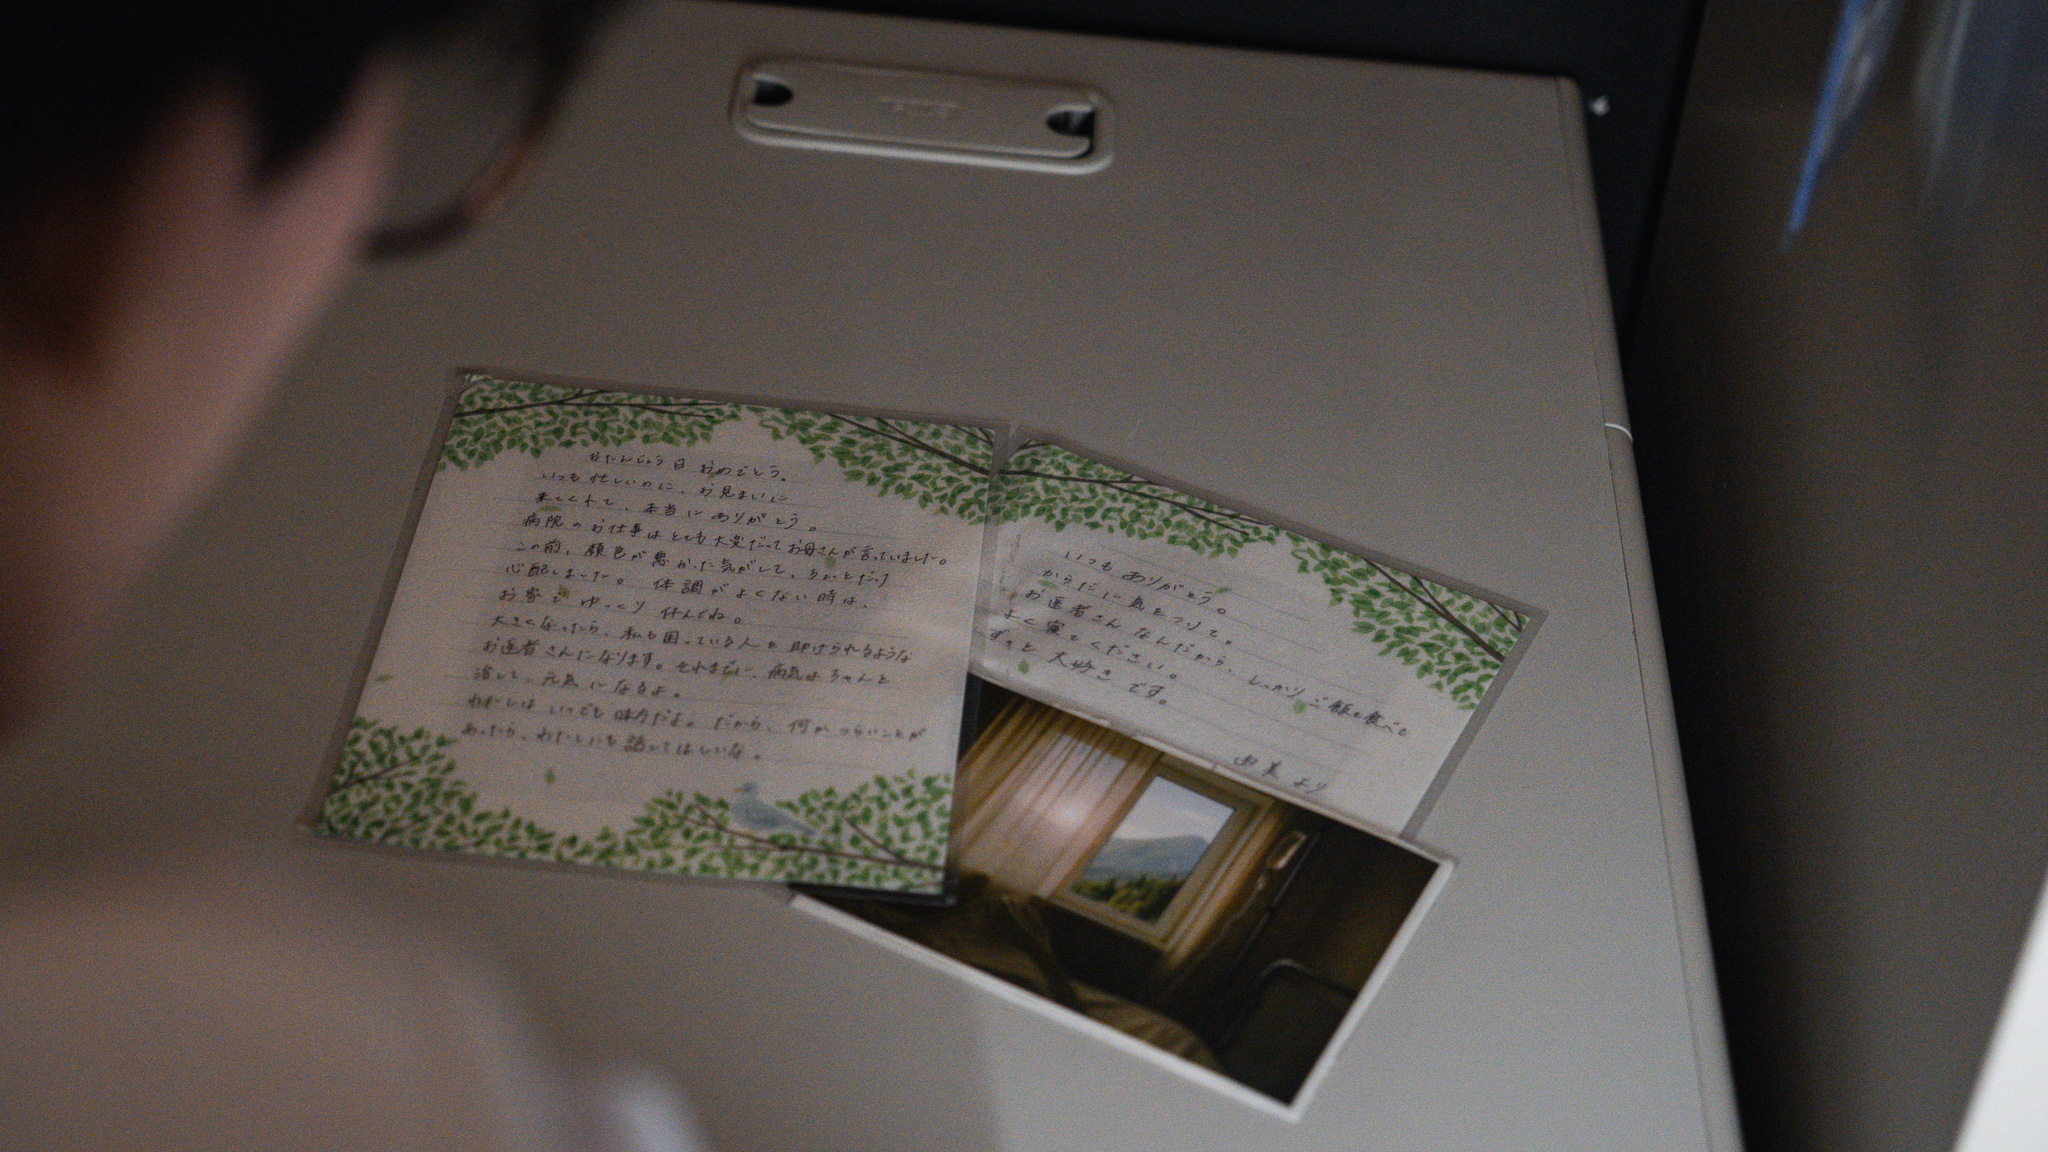 おたんじょう日 おめでとう。
いつも忙しいのに、お見まいに
来てくれて、本当にありがとう。
病院のお仕事はとても大変だってお母さんが言っていました。
この前、顔色が悪かった気がして、ちょっとだけ
心配しました。体調がよくない時は、
お家でゆっくり休んでね。
大きくなったら、私も困っている人を助けられるような
お医者さんになります。それまでに、病気はちゃんと
治して、元気になるよ。
わたしはいつでも味方だよ。だから、何かつらいことが
あったら、わたしにも話してほしいな。
いつもありがとう。
からだに気をつけて。
お医者さんなんだから、しっかりご飯を食べて
よく寝てください。
ずっと大好きです。
由美より